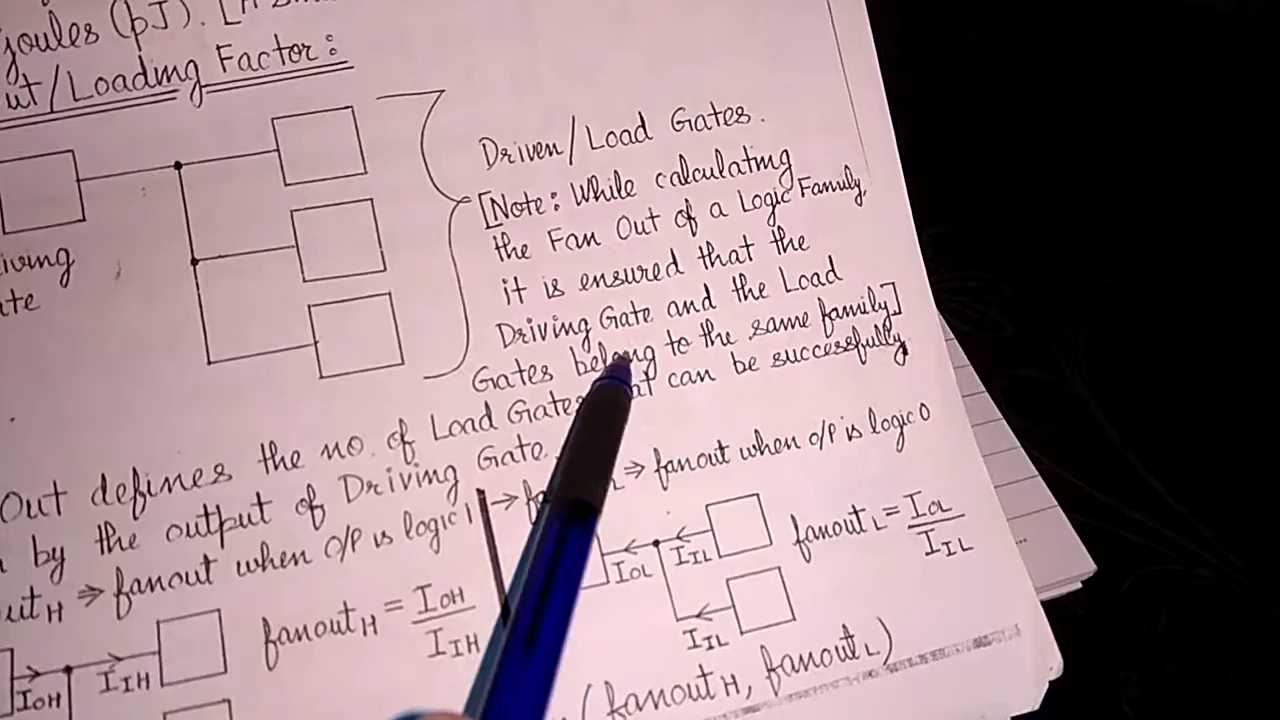 joules (pJ).
ut/Loading Factor:
Driven/Load Gates.
[Note: While calculating
the Fan Out of a Logic Family,
it is ensured that the
Driving Gate and the Load
Gates belong to the same family]
iving
te
Out defines the no. of Load Gates can be successfully
by the output of Driving Gate.
H ⇒ fanout when O/P is logic 1
L ⇒ fanout when O/P is logic 0
fanout_H = I_OH / I_IH
fanout_L = I_OL / I_IL
I_OH
I_IH
I_OL
I_IL
I_IL
(fanout_H, fanout_L)